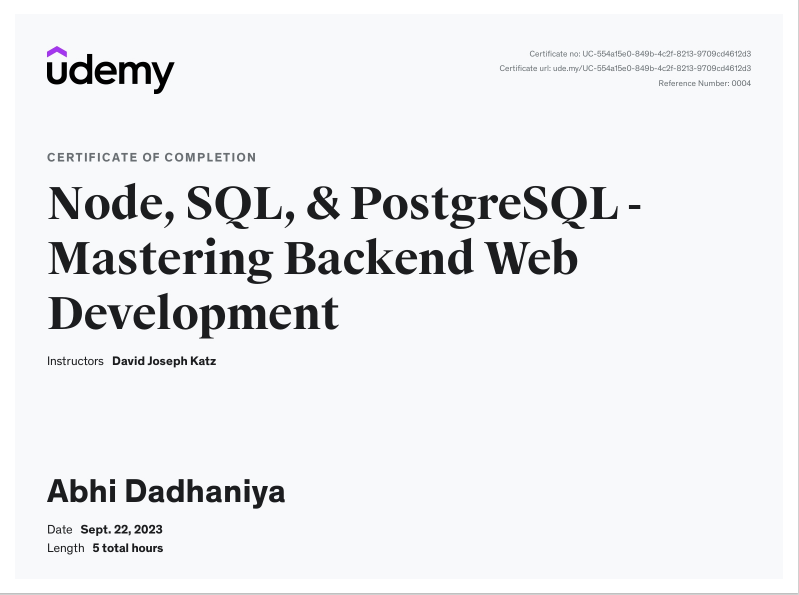 udemy
Certificate no: UC-554a15e0-849b-4c2f-8213-9709cd4612d3
Certificate url: ude.my/UC-554a15e0-849b-4c2f-8213-9709cd4612d3
Reference Number: 0004
CERTIFICATE OF COMPLETION
Node, SQL, & PostgreSQL -
Mastering Backend Web
Development
Instructors David Joseph Katz
Abhi Dadhaniya
Date Sept. 22, 2023
Length 5 total hours